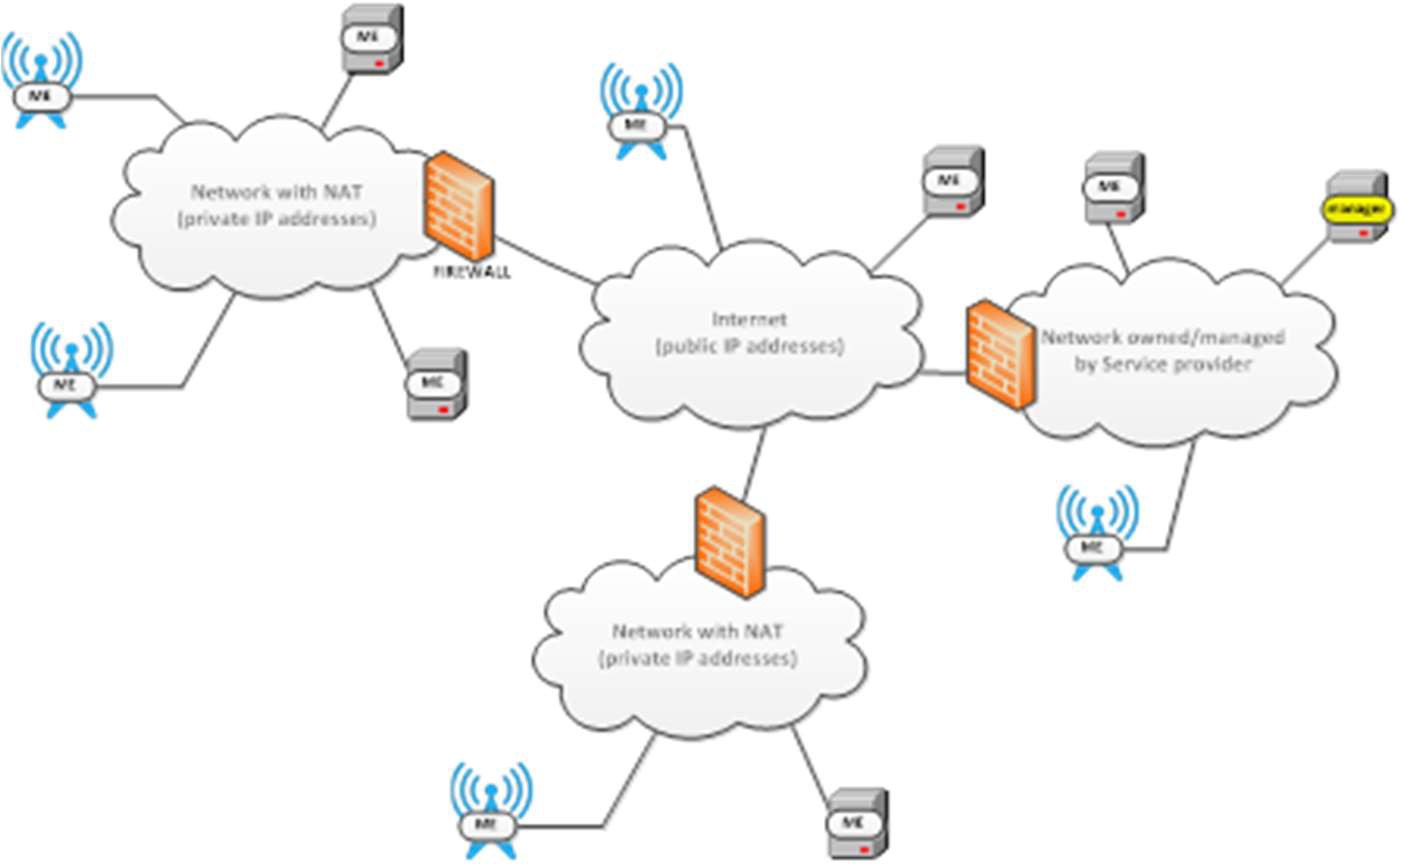 ME
ME
Network with NAT
(private IP addresses)
FIREWALL
ME
ME
ME
ME
Internet
(public IP addresses)
ME
manager
Network owned/managed
by Service provider
ME
Network with NAT
(private IP addresses)
ME
ME